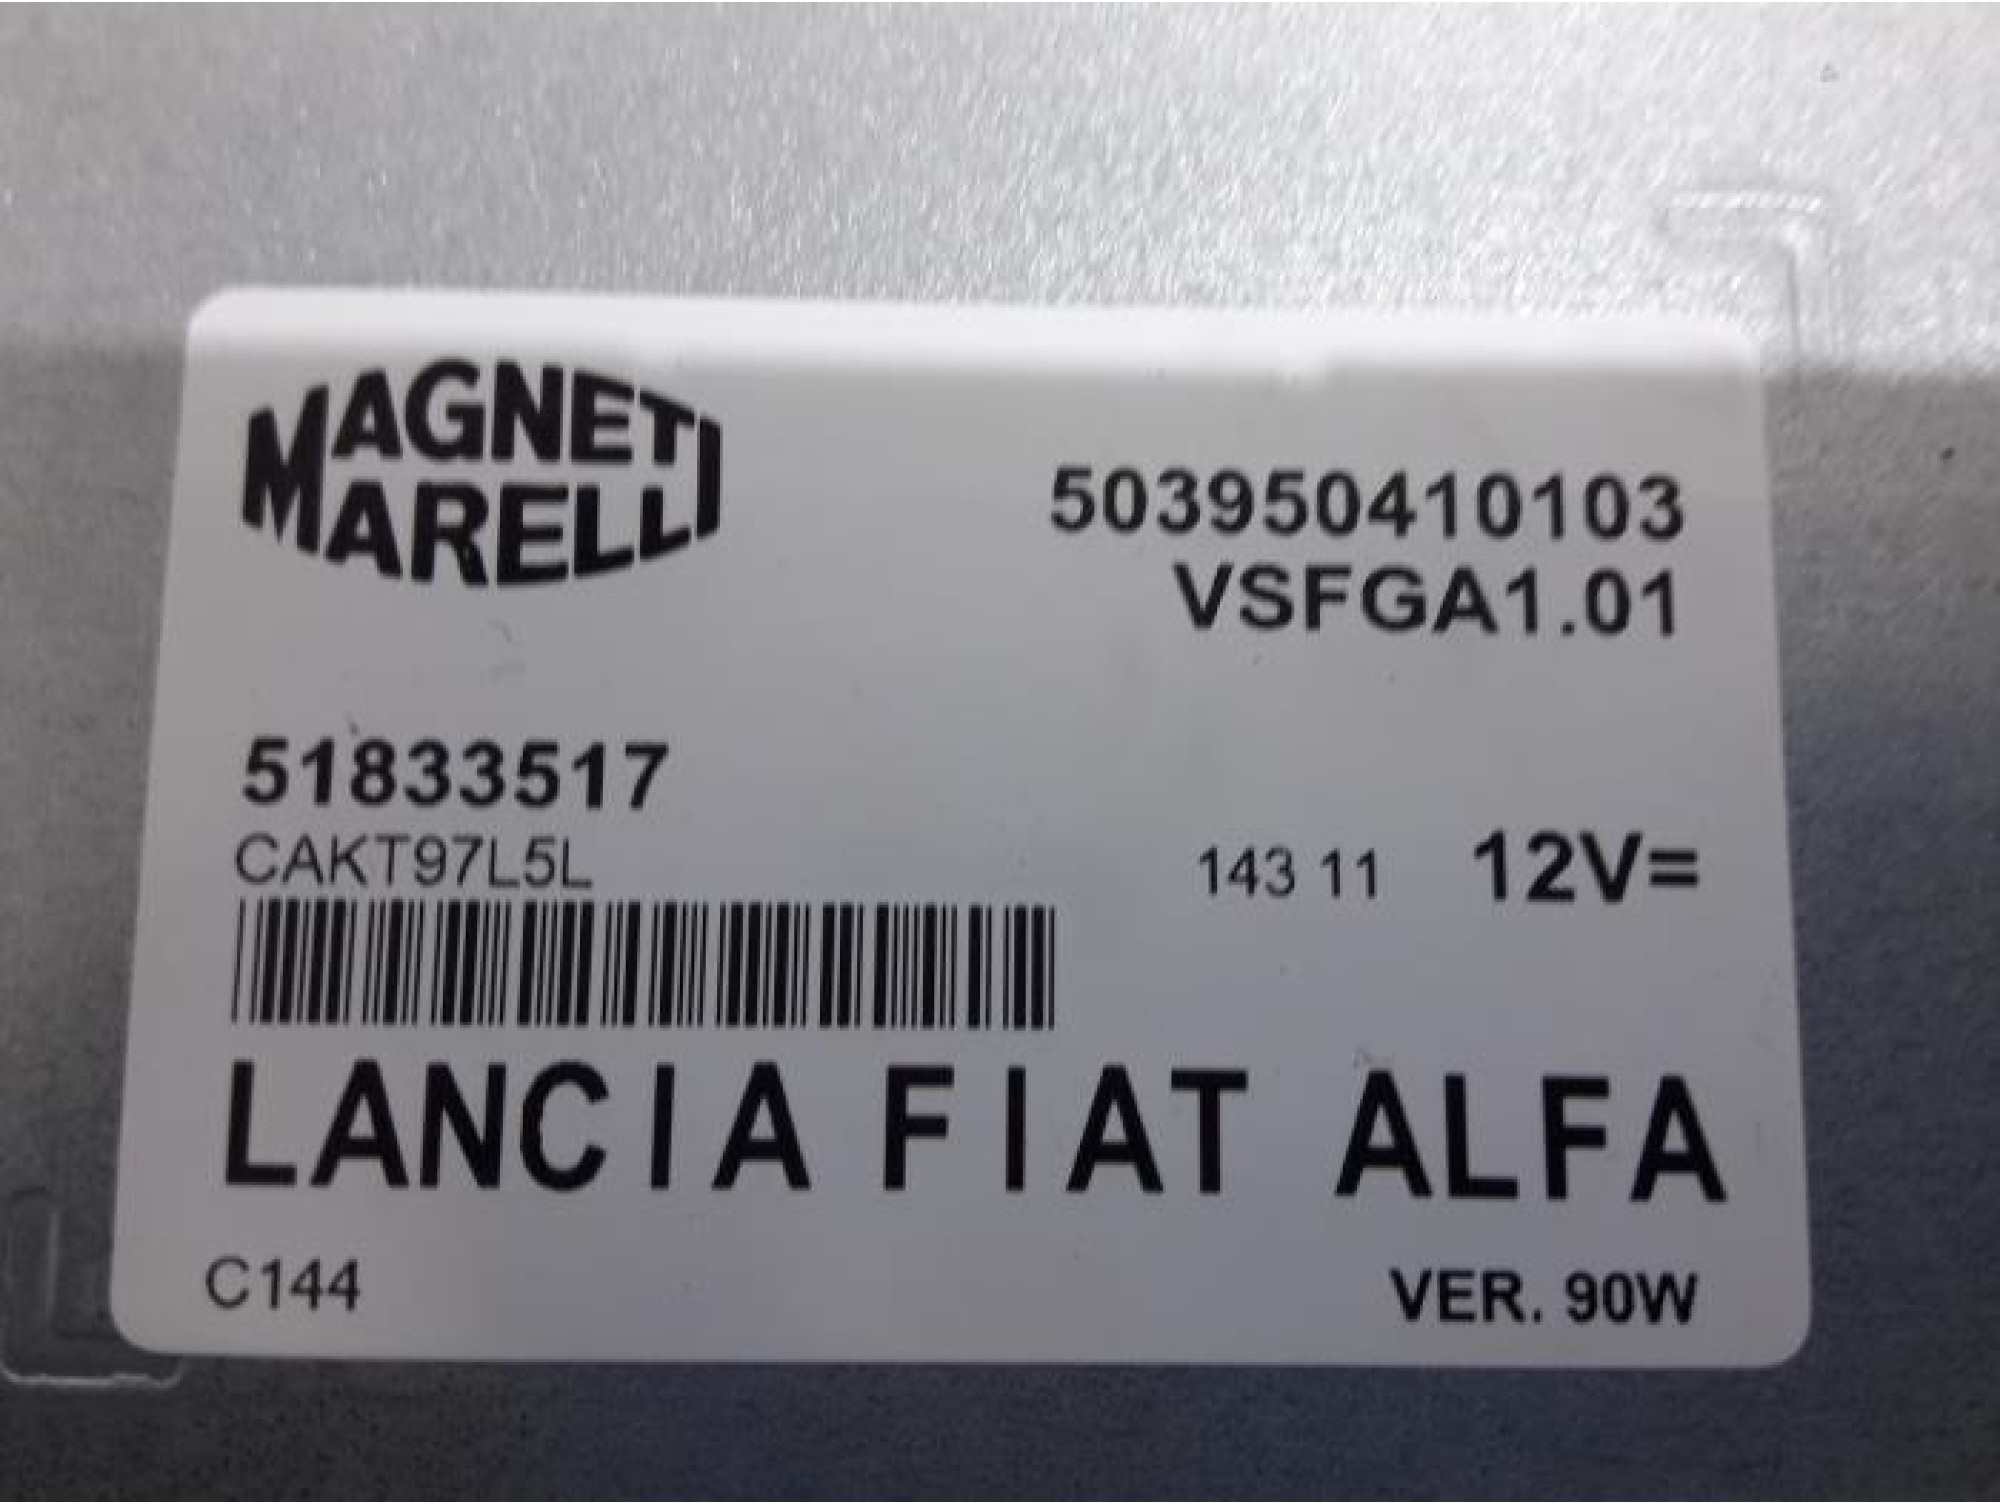 MAGNETI
MARELLI
503950410103
VSFGA1.01
51833517
CAKT97L5L
143 11 12V=
LANCIA FIAT ALFA
C144
VER. 90W